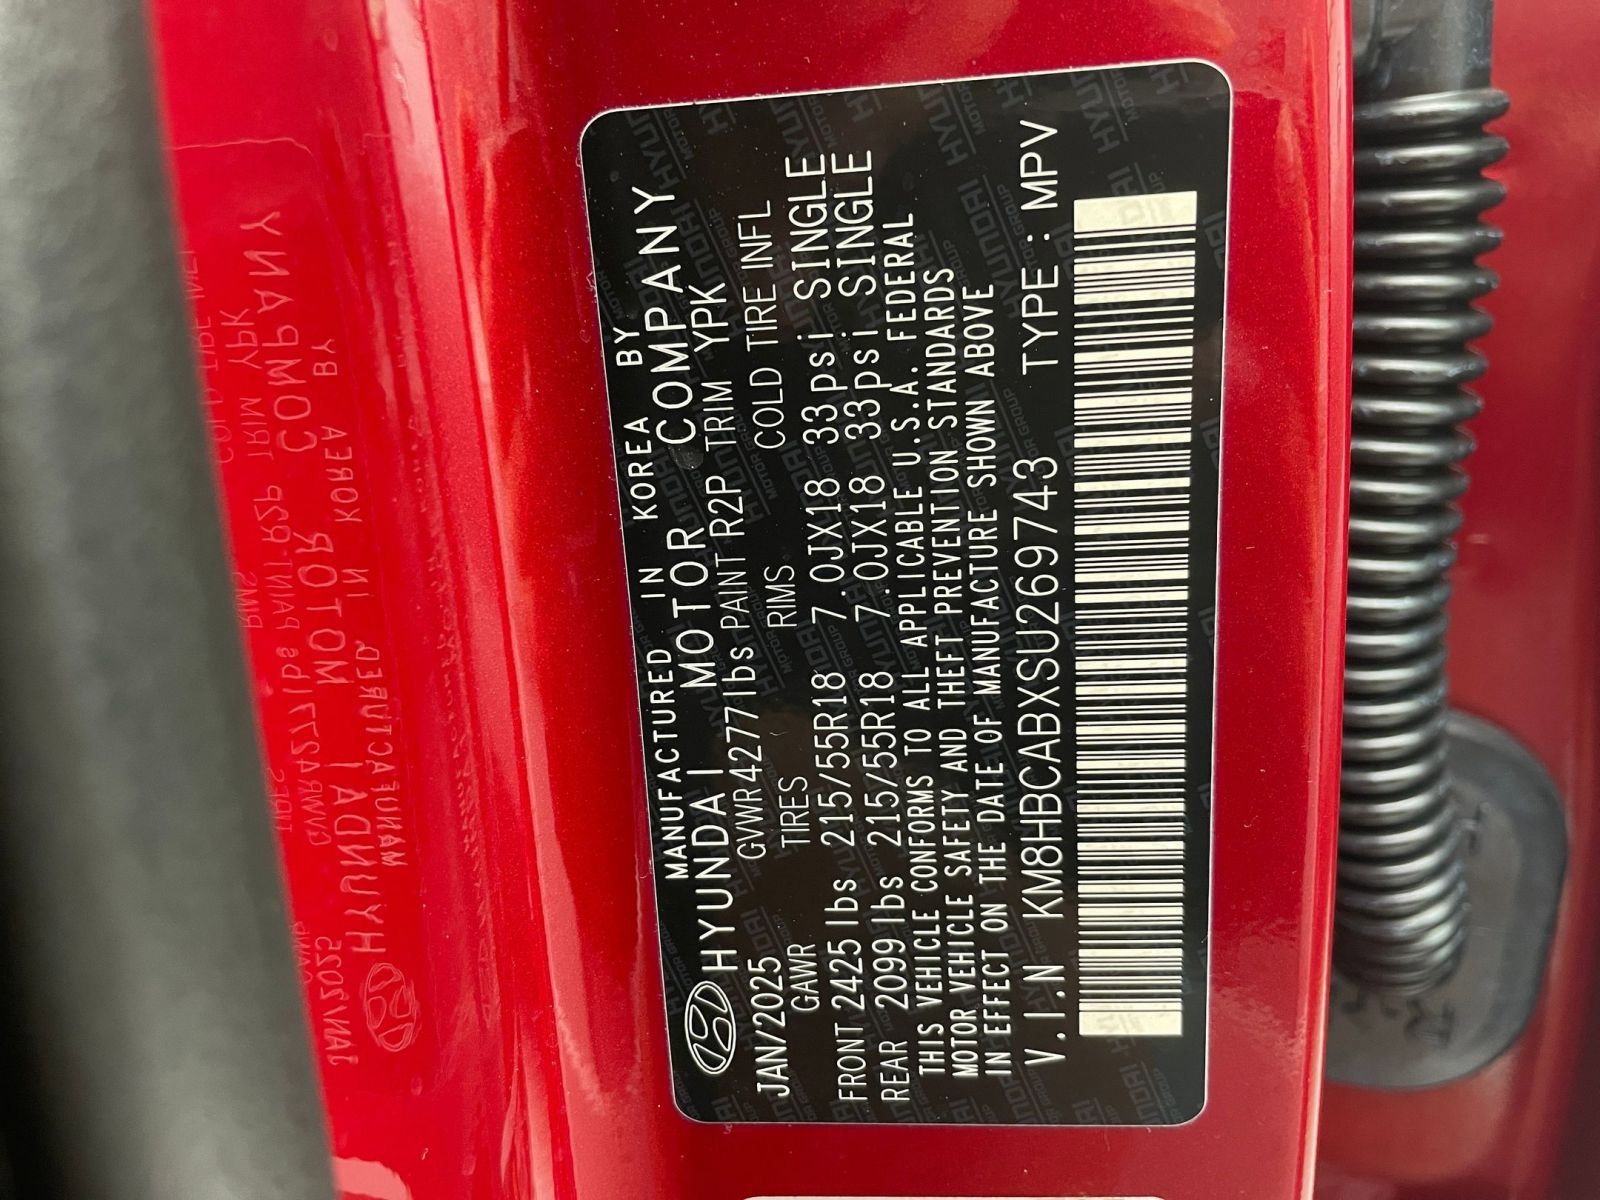 MANUFACTURED IN KOREA BY
HYUNDAI MOTOR COMPANY
JAN/2025 GVWR 4277 lbs PAINT R2P TRIM YPK
GAWR TIRES RIMS COLD TIRE INFL
FRONT 2425 lbs 215/55R18 7.0JX18 33psi SINGLE
REAR 2099 lbs 215/55R18 7.0JX18 33psi SINGLE
THIS VEHICLE CONFORMS TO ALL APPLICABLE U.S.A. FEDERAL
MOTOR VEHICLE SAFETY AND THEFT PREVENTION STANDARDS
IN EFFECT ON THE DATE OF MANUFACTURE SHOWN ABOVE
V.I.N KM8HBCABXSU269743 TYPE : MPV